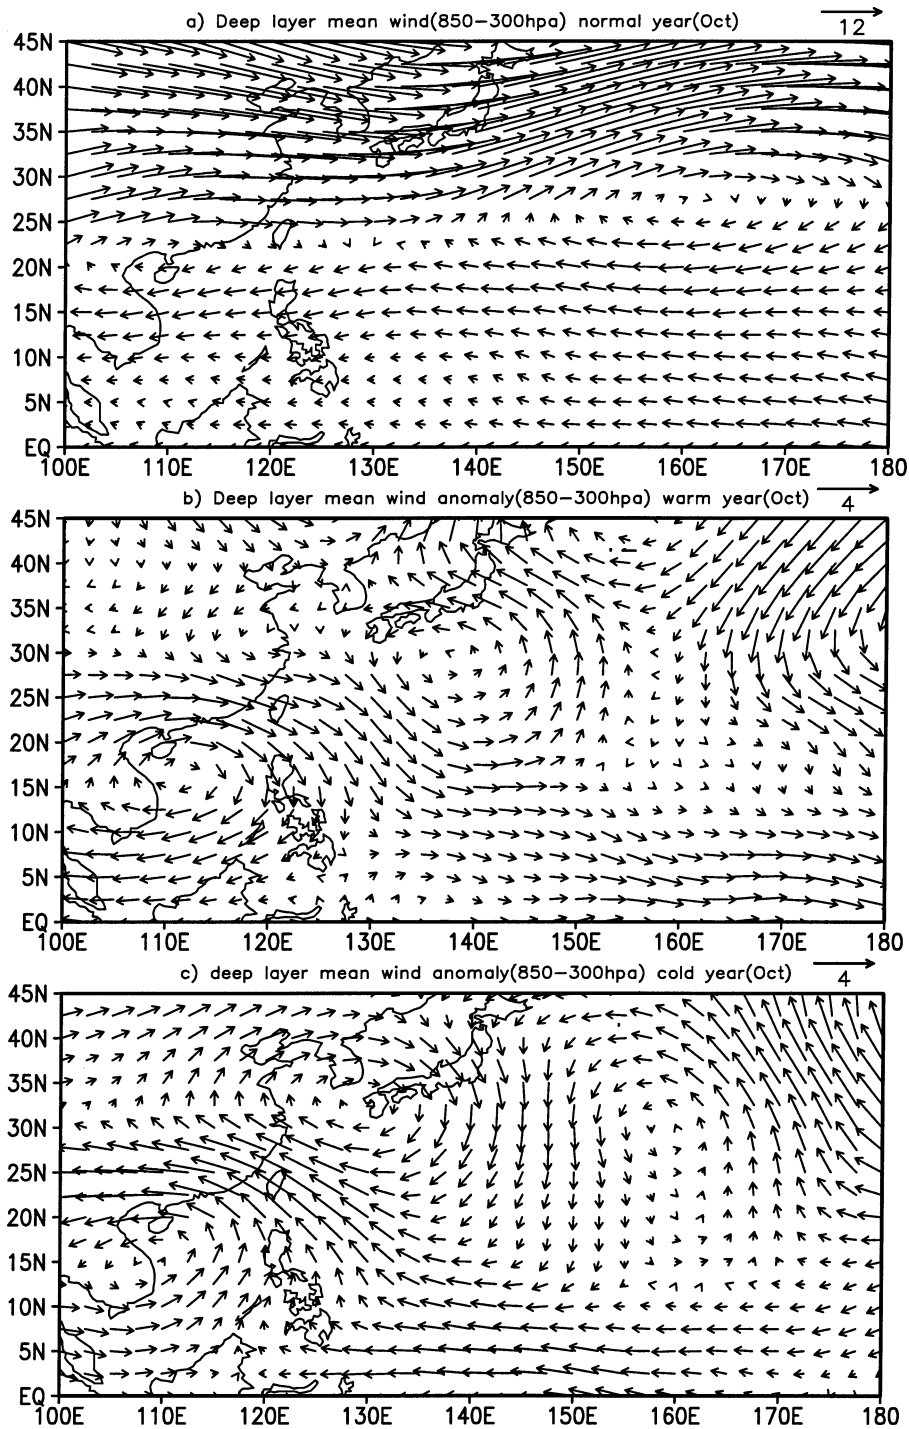 a) Deep layer mean wind(850−300hpa) normal year(Oct)
12
45N
40N
35N
30N
25N
20N
15N
10N
5N
EQ
100E 110E 120E 130E 140E 150E 160E 170E 180
b) Deep layer mean wind anomaly(850−300hpa) warm year(Oct)
4
45N
40N
35N
30N
25N
20N
15N
10N
5N
EQ
100E 110E 120E 130E 140E 150E 160E 170E 180
c) deep layer mean wind anomaly(850−300hpa) cold year(Oct)
4
45N
40N
35N
30N
25N
20N
15N
10N
5N
EQ
100E 110E 120E 130E 140E 150E 160E 170E 180